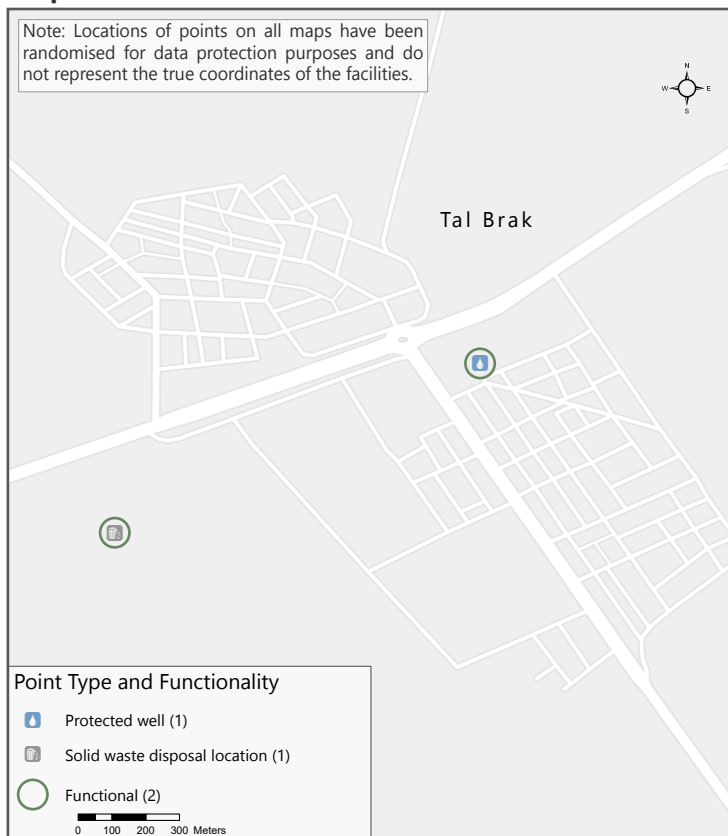 Note: Locations of points on all maps have been
randomised for data protection purposes and do
not represent the true coordinates of the facilities.
N
W E
S
Tal Brak
Point Type and Functionality
Protected well (1)
Solid waste disposal location (1)
Functional (2)
0 100 200 300 Meters